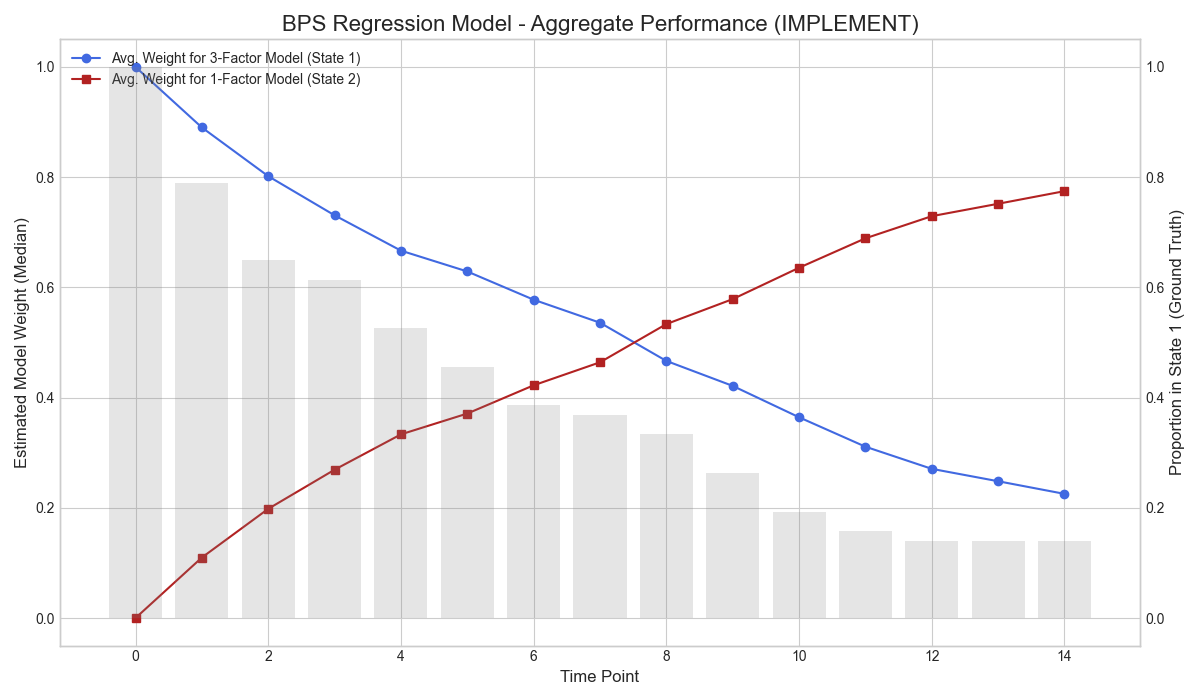 BPS Regression Model - Aggregate Performance (IMPLEMENT)
Avg. Weight for 3-Factor Model (State 1)
Avg. Weight for 1-Factor Model (State 2)
Estimated Model Weight (Median)
1.0
0.8
0.6
0.4
0.2
0.0
1.0
0.8
0.6
0.4
0.2
0.0
Proportion in State 1 (Ground Truth)
0 2 4 6 8 10 12 14
Time Point